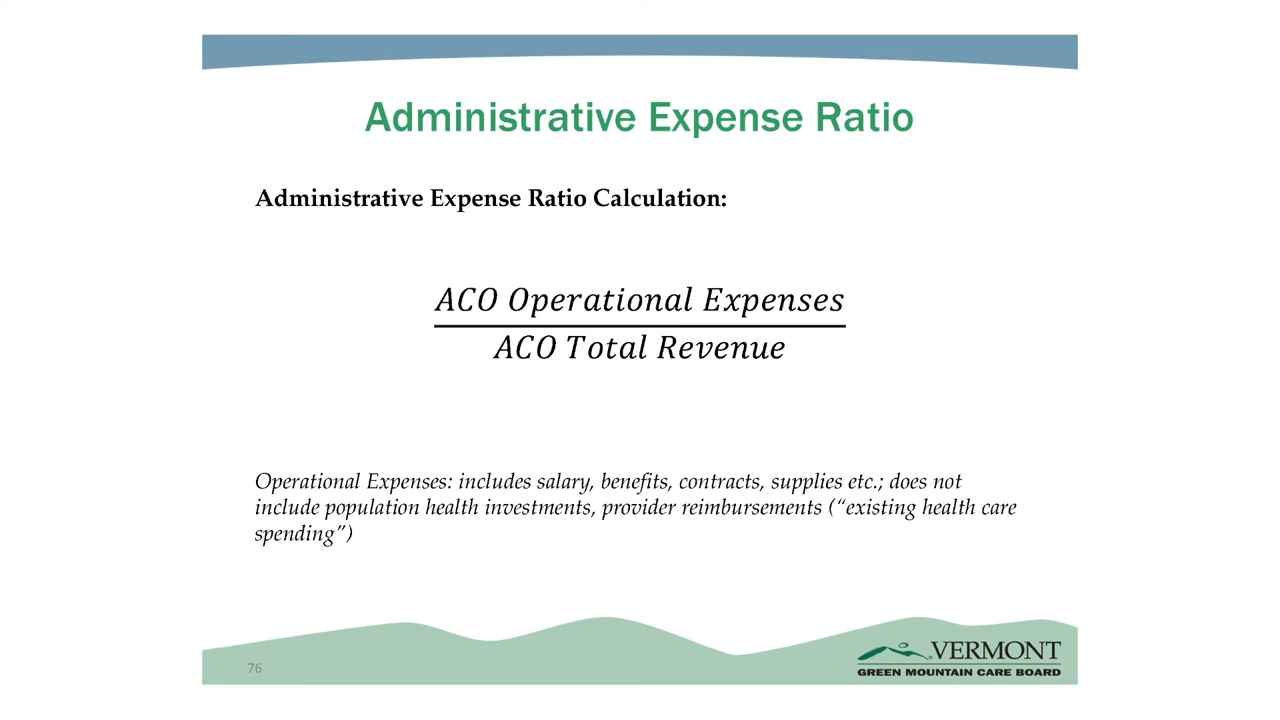 Administrative Expense Ratio
Administrative Expense Ratio Calculation:
ACO Operational Expenses
ACO Total Revenue
Operational Expenses: includes salary, benefits, contracts, supplies etc.; does not
include population health investments, provider reimbursements (“existing health care
spending”)
76
VERMONT
GREEN MOUNTAIN CARE BOARD